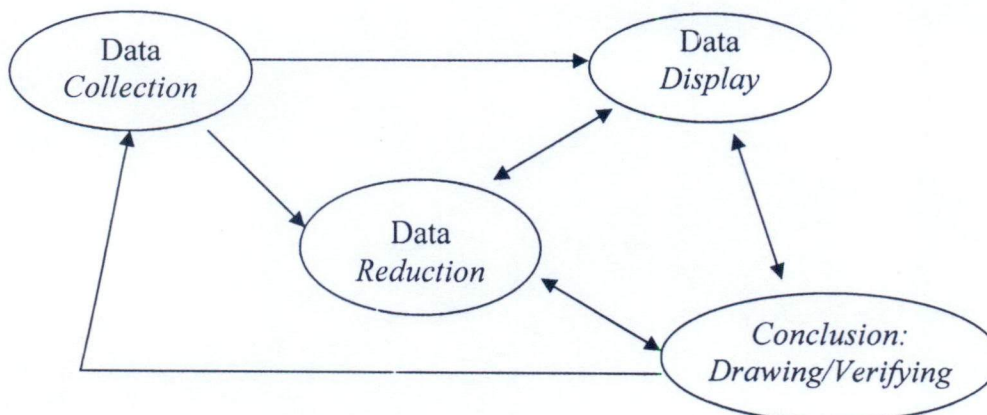 Data
Collection
Data
Display
Data
Reduction
Conclusion:
Drawing/Verifying